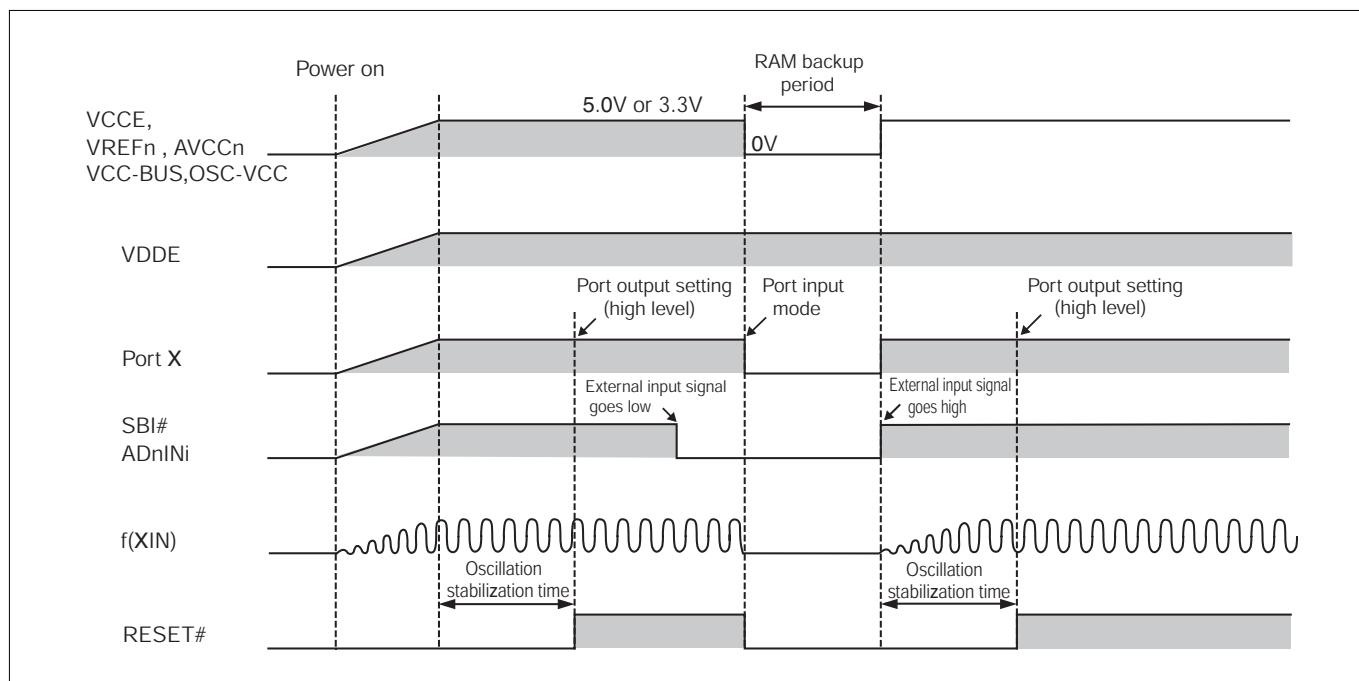 Power on
RAM backup
period
VCCE,
VREFn , AVCCn
VCC-BUS,OSC-VCC
5.0V or 3.3V
0V
VDDE
Port output setting
(high level)
Port input
mode
Port output setting
(high level)
Port X
External input signal
goes low
External input signal
goes high
SBI#
ADnINi
f(XIN)
Oscillation
stabilization time
Oscillation
stabilization time
RESET#